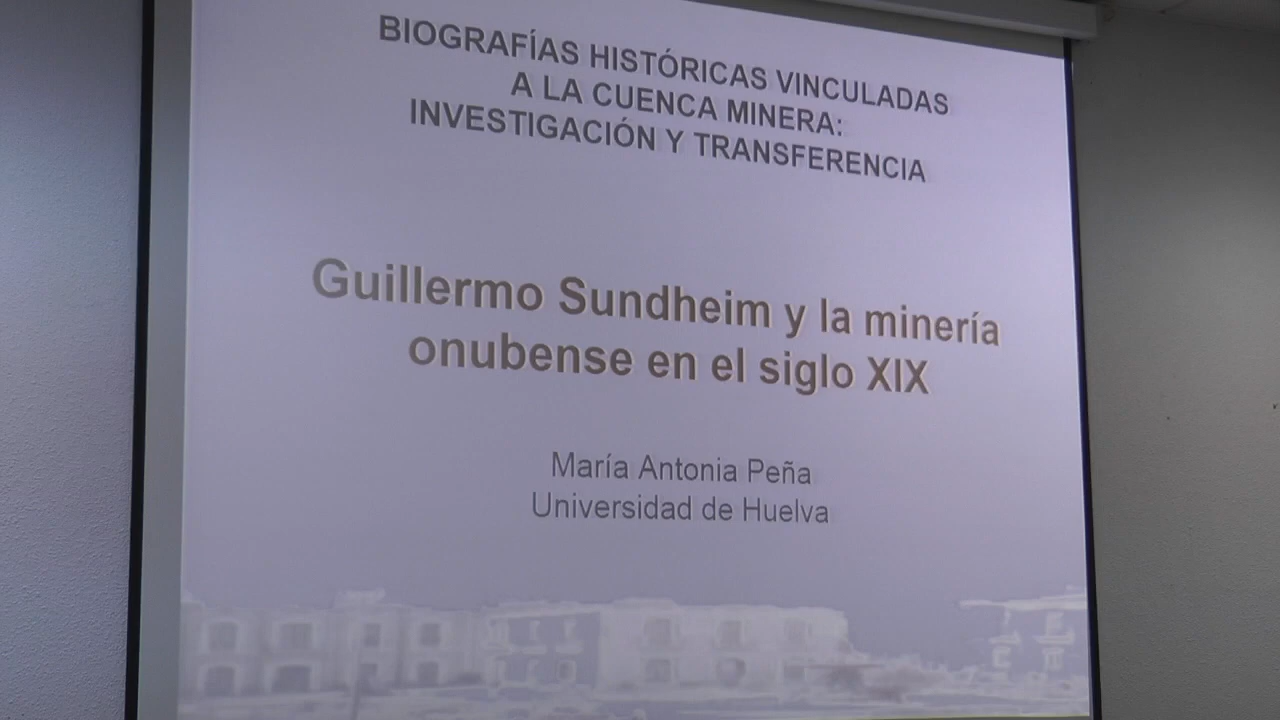 BIOGRAFÍAS HISTÓRICAS VINCULADAS
A LA CUENCA MINERA:
INVESTIGACIÓN Y TRANSFERENCIA
Guillermo Sundheim y la minería
onubense en el siglo XIX
María Antonia Peña
Universidad de Huelva